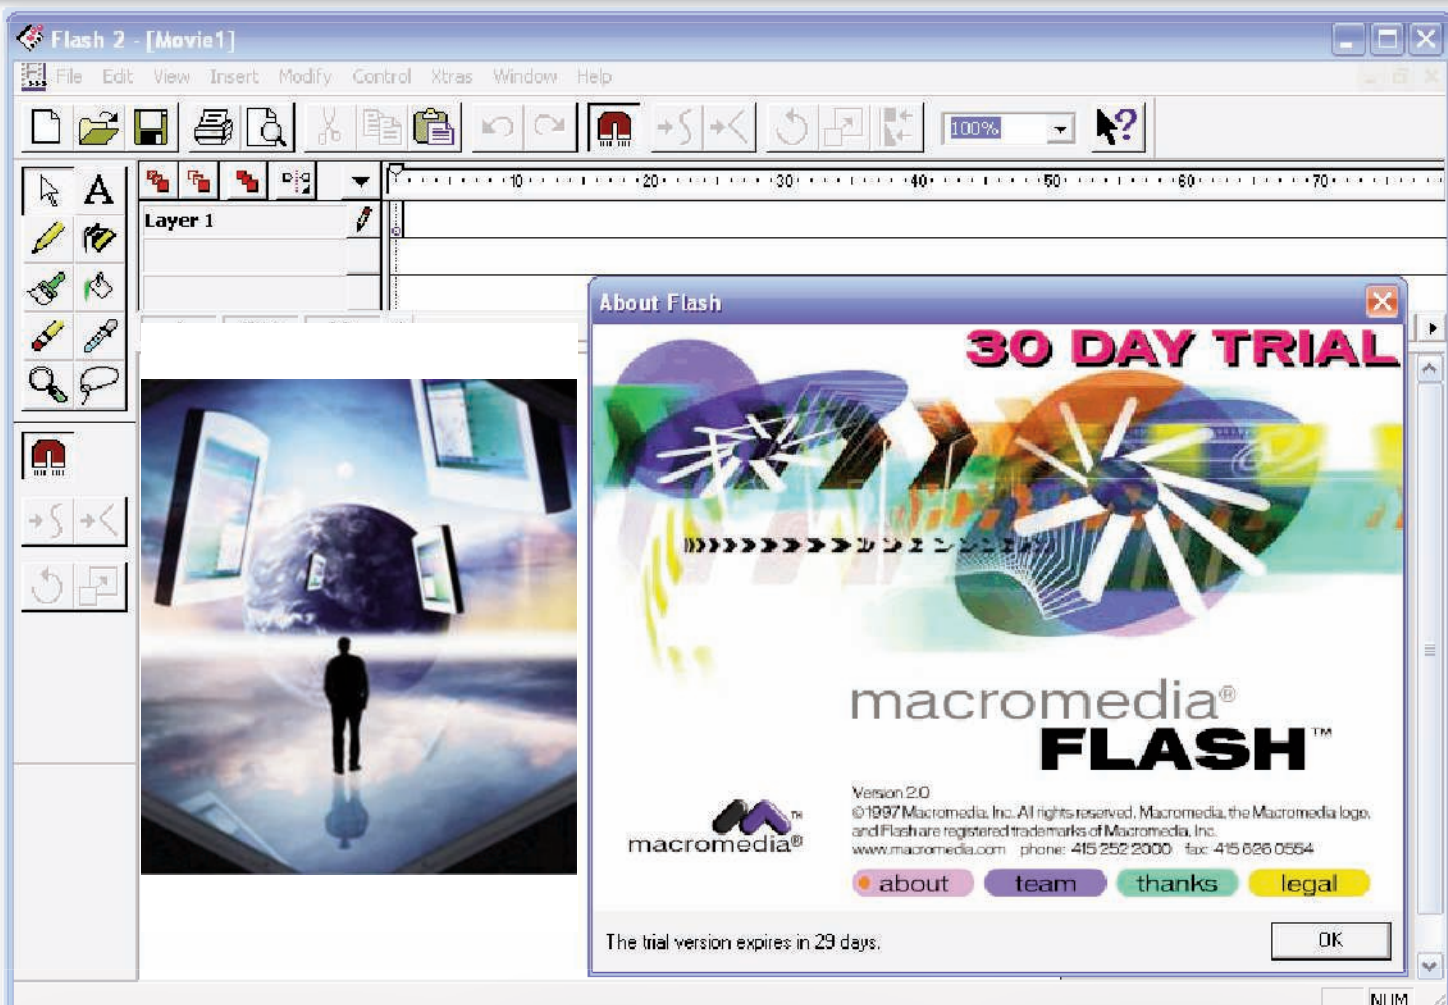 Flash 2 - [Movie1]
File Edit View Insert Modify Control Xtras Window Help
100%
10 20 30 40 50 60 70
Layer 1
About Flash
30 DAY TRIAL
macromedia®
FLASH™
Version 2.0
©1997 Macromedia, Inc. All rights reserved. Macromedia, the Macromedia logo,
and Flash are registered trademarks of Macromedia, Inc.
www.macromedia.com phone: 415 252 2000 fax: 415 626 0554
macromedia®
about team thanks legal
The trial version expires in 29 days.
OK
NUM